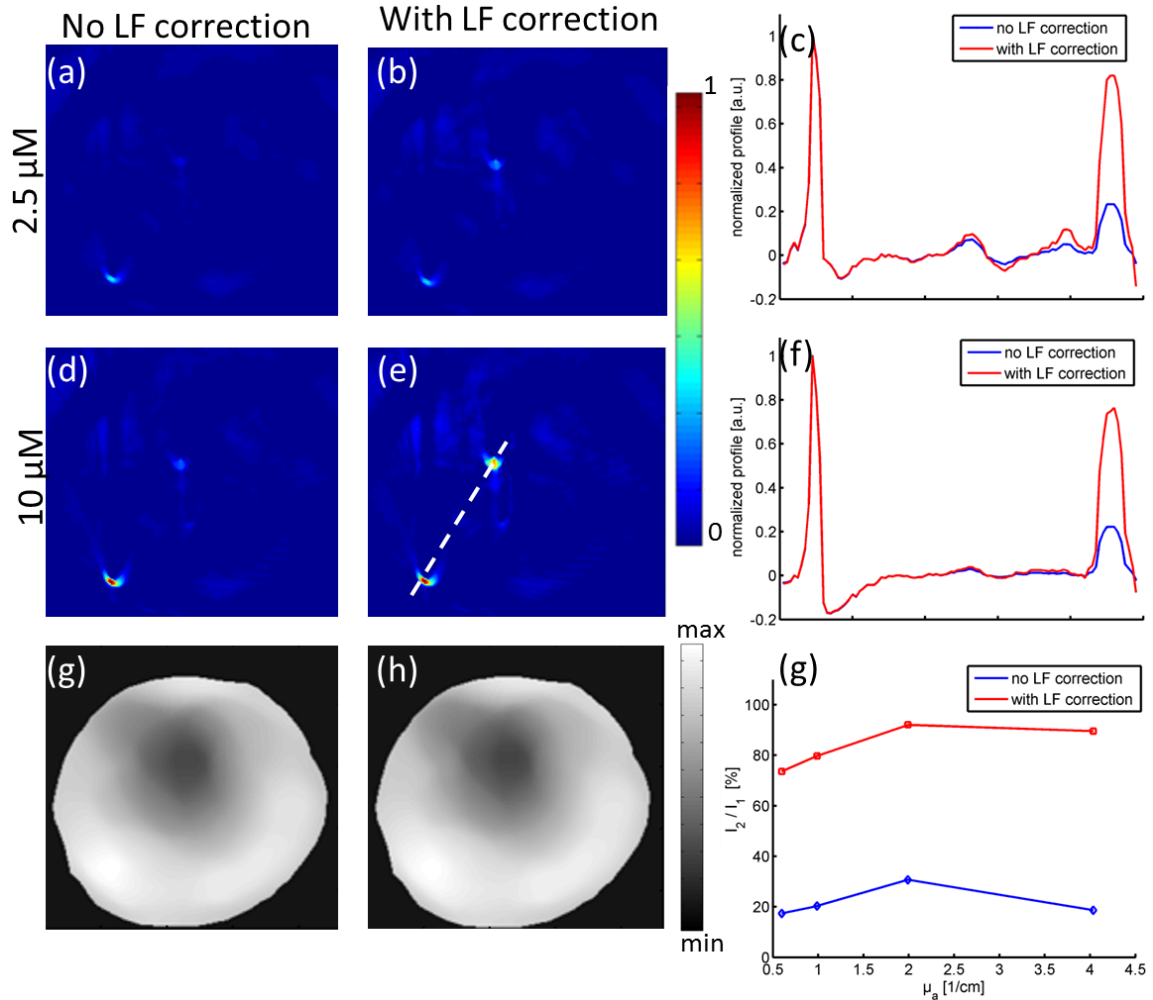 No LF correction
With LF correction
(a)
(b)
1
0
2.5 µM
(c)
no LF correction
with LF correction
normalized profile [a.u.]
1
0.8
0.6
0.4
0.2
0
-0.2
10 µM
(d)
(e)
(f)
no LF correction
with LF correction
normalized profile [a.u.]
1
0.8
0.6
0.4
0.2
0
-0.2
(g)
(h)
max
min
(g)
no LF correction
with LF correction
I2 / I1 [%]
100
80
60
40
20
0
0.5 1 1.5 2 2.5 3 3.5 4 4.5
µa [1/cm]